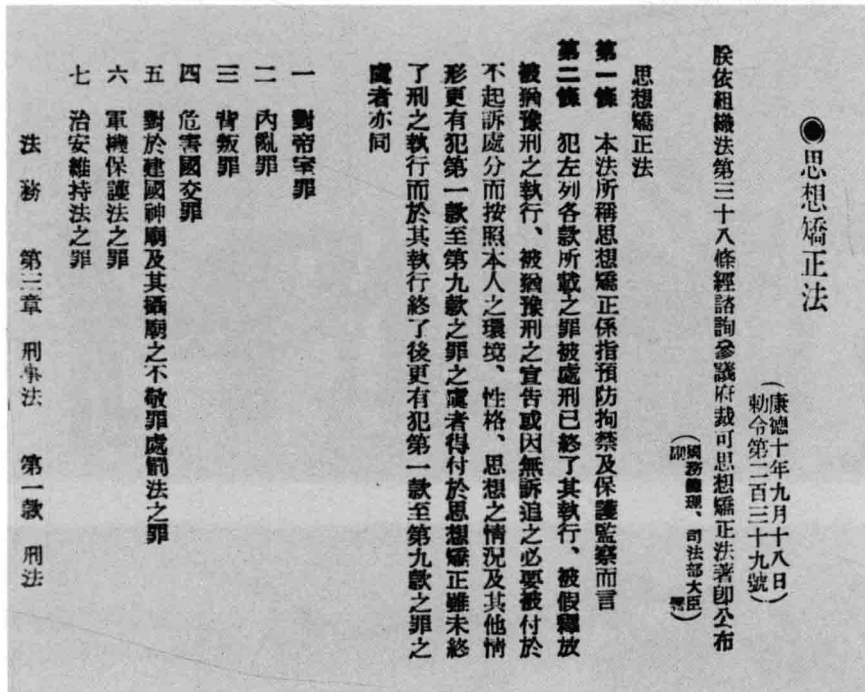 ◉思想矯正法
（康德十年九月十八日
勅令第二百三十九號）
朕依組織法第三十八條經諮詢參議府裁可思想矯正法著卽公布
（國務總理、司法部大臣
副署）
思想矯正法
第一條　本法所稱思想矯正係指預防拘禁及保護監察而言
第二條　犯左列各款所載之罪被處刑已終了其執行、被假釋放
被猶豫刑之執行、被猶豫刑之宣告或因無訴追之必要被付於
不起訴處分而按照本人之環境、性格、思想之情況及其他情
形更有犯第一款至第九款之罪之虞者得付於思想矯正雖未終
了刑之執行而於其執行終了後更有犯第一款至第九款之罪之
虞者亦同
一　對帝室罪
二　內亂罪
三　背叛罪
四　危害國交罪
五　對於建國神廟及其攝廟之不敬罪處罰法之罪
六　軍機保護法之罪
七　治安維持法之罪
法　務　　第三章　刑事法　　第一款　刑法